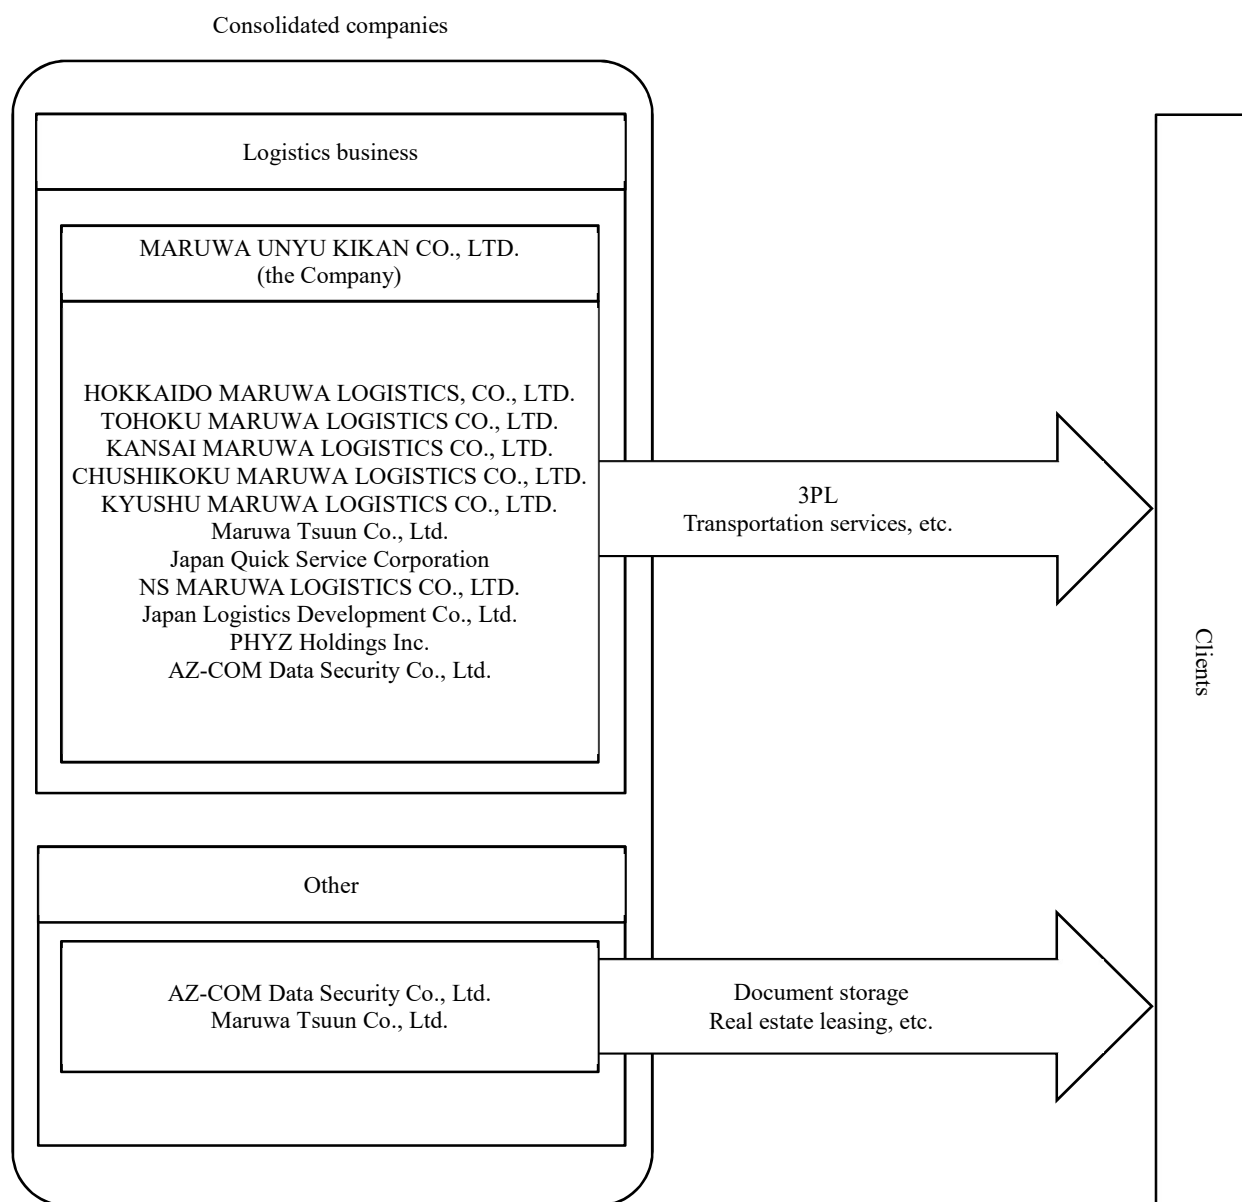 Consolidated companies
Logistics business
MARUWA UNYU KIKAN CO., LTD.
(the Company)
HOKKAIDO MARUWA LOGISTICS, CO., LTD.
TOHOKU MARUWA LOGISTICS CO., LTD.
KANSAI MARUWA LOGISTICS CO., LTD.
CHUSHIKOKU MARUWA LOGISTICS CO., LTD.
KYUSHU MARUWA LOGISTICS CO., LTD.
Maruwa Tsuun Co., Ltd.
Japan Quick Service Corporation
NS MARUWA LOGISTICS CO., LTD.
Japan Logistics Development Co., Ltd.
PHYZ Holdings Inc.
AZ-COM Data Security Co., Ltd.
3PL
Transportation services, etc.
Other
AZ-COM Data Security Co., Ltd.
Maruwa Tsuun Co., Ltd.
Document storage
Real estate leasing, etc.
Clients